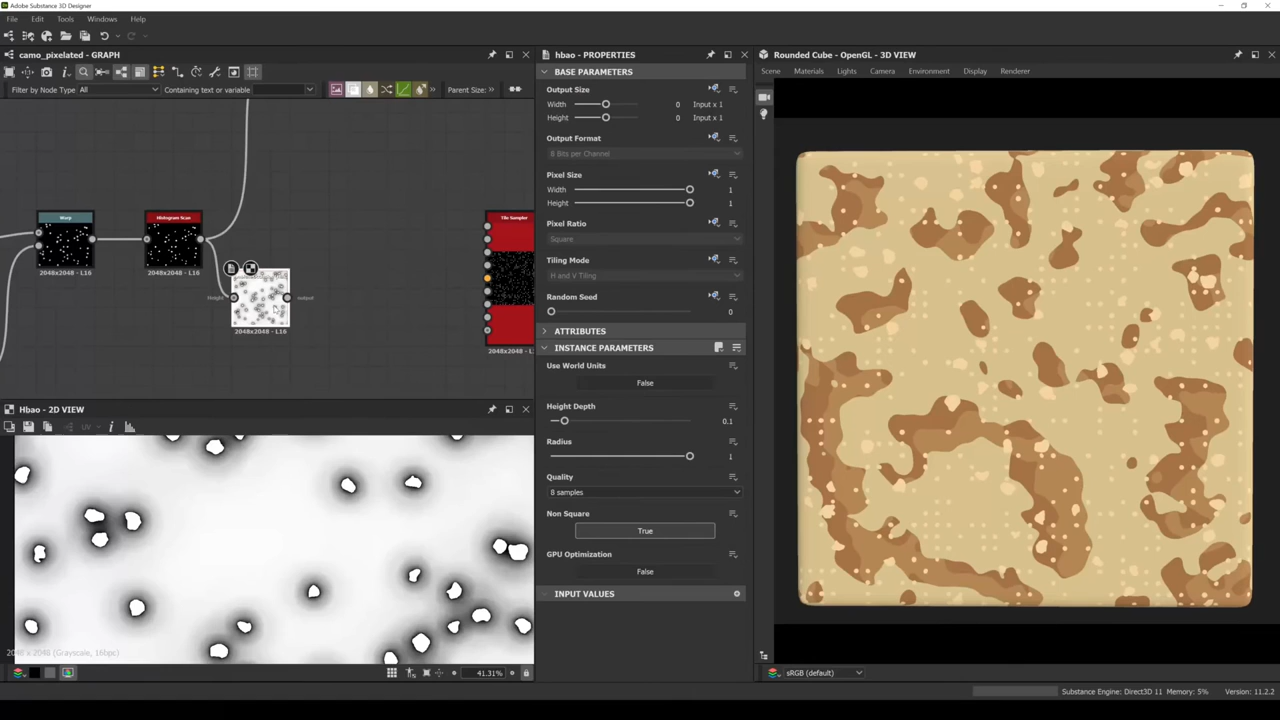 Adobe Substance 3D Designer
File Edit Tools Windows Help
camo_pixelated - GRAPH
Filter by Node Type All Containing text or variable Parent Size:
Warp
2048x2048 - L16
Histogram Scan
2048x2048 - L16
Height
output
2048x2048 - L16
Tile Sampler
2048x2048 - L
Hbao - 2D VIEW
UV
2048 x 2048 (Grayscale, 16bpc)
41.31%
hbao - PROPERTIES
BASE PARAMETERS
Output Size
Width 0 Input x 1
Height 0 Input x 1
Output Format
8 Bits per Channel
Pixel Size
Width 1
Height 1
Pixel Ratio
Square
Tiling Mode
H and V Tiling
Random Seed
0
ATTRIBUTES
INSTANCE PARAMETERS
Use World Units
False
Height Depth
0.1
Radius
1
Quality
8 samples
Non Square
True
GPU Optimization
False
INPUT VALUES
Rounded Cube - OpenGL - 3D VIEW
Scene Materials Lights Camera Environment Display Renderer
sRGB (default)
Substance Engine: Direct3D 11 Memory: 5% Version: 11.2.2